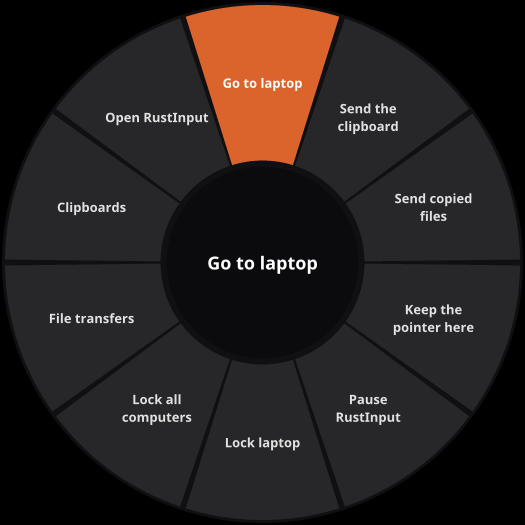 Go to laptop
Send the
clipboard
Send copied
files
Keep the
pointer here
Pause
RustInput
Lock laptop
Lock all
computers
File transfers
Clipboards
Open RustInput
Go to laptop